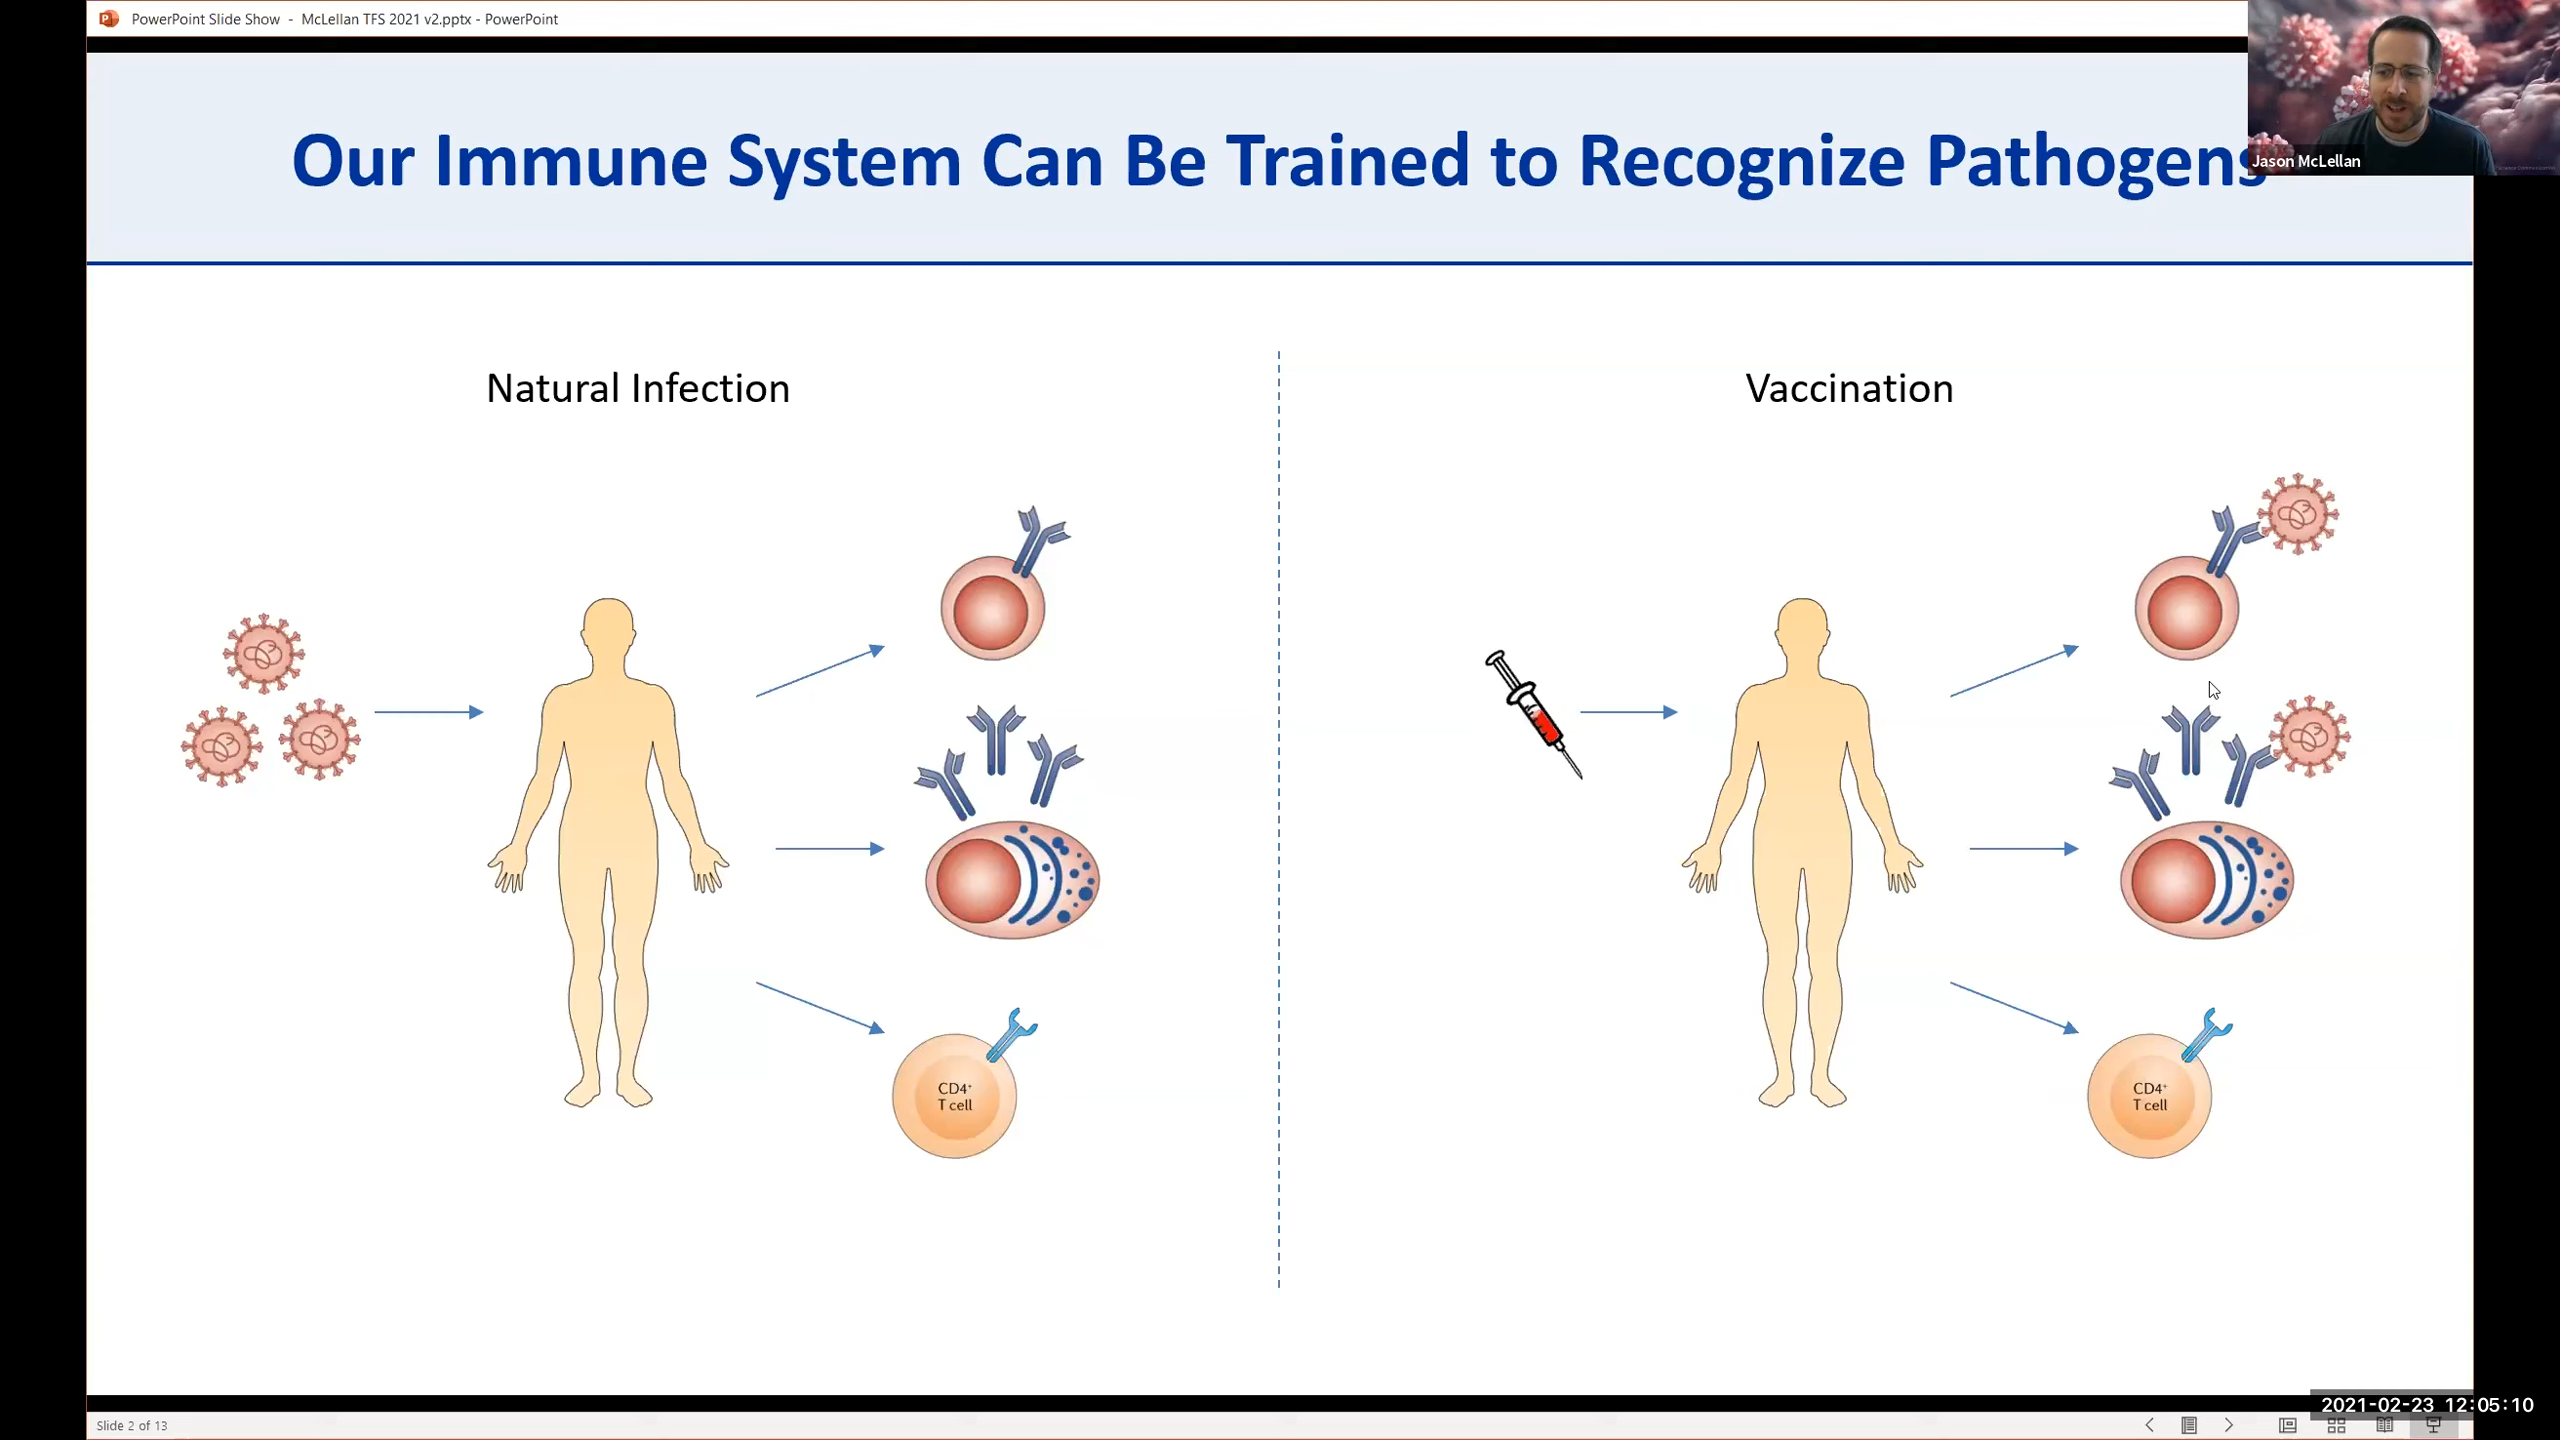 PowerPoint Slide Show - McLellan TFS 2021 v2.pptx - PowerPoint
Our Immune System Can Be Trained to Recognize Pathogens
Jason McLellan
Natural Infection
Vaccination
CD4⁺
T cell
CD4⁺
T cell
2021-02-23 12:05:10
Slide 2 of 13